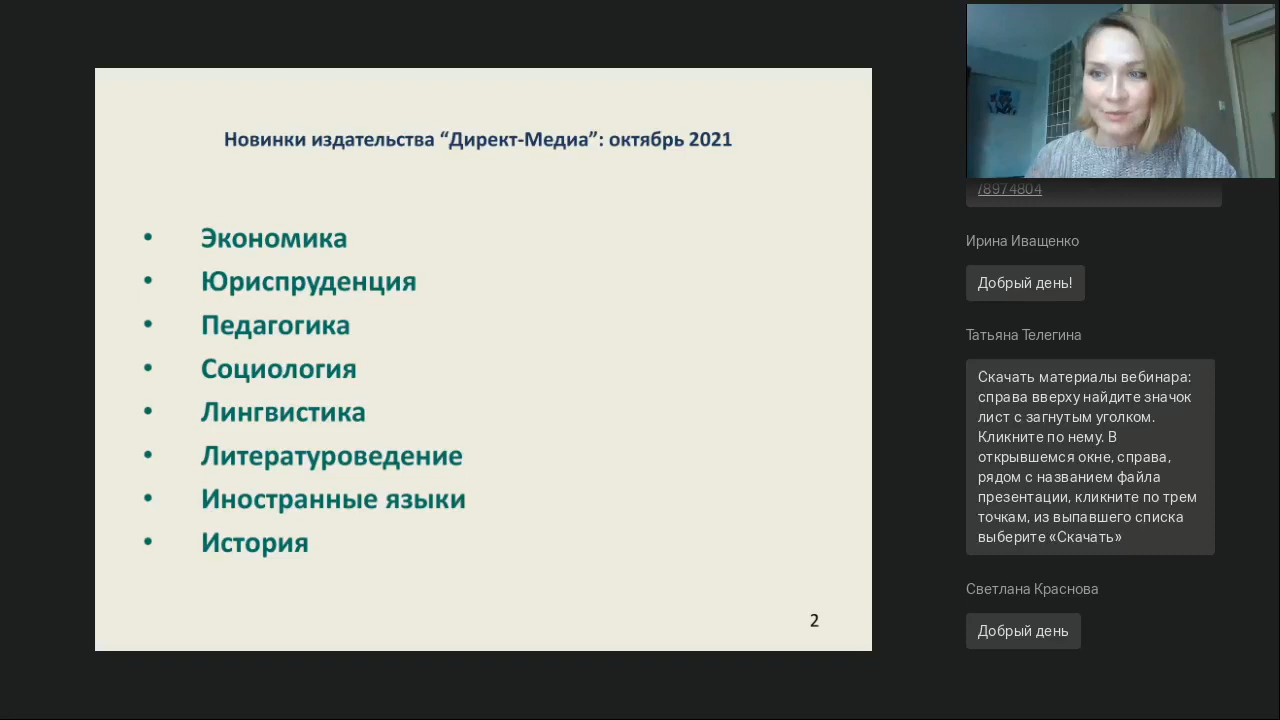 Новинки издательства “Директ-Медиа”: октябрь 2021
• Экономика
• Юриспруденция
• Педагогика
• Социология
• Лингвистика
• Литературоведение
• Иностранные языки
• История
2
/8974804
Ирина Иващенко
Добрый день!
Татьяна Телегина
Скачать материалы вебинара:
справа вверху найдите значок
лист с загнутым уголком.
Кликните по нему. В
открывшемся окне, справа,
рядом с названием файла
презентации, кликните по трем
точкам, из выпавшего списка
выберите «Скачать»
Светлана Краснова
Добрый день